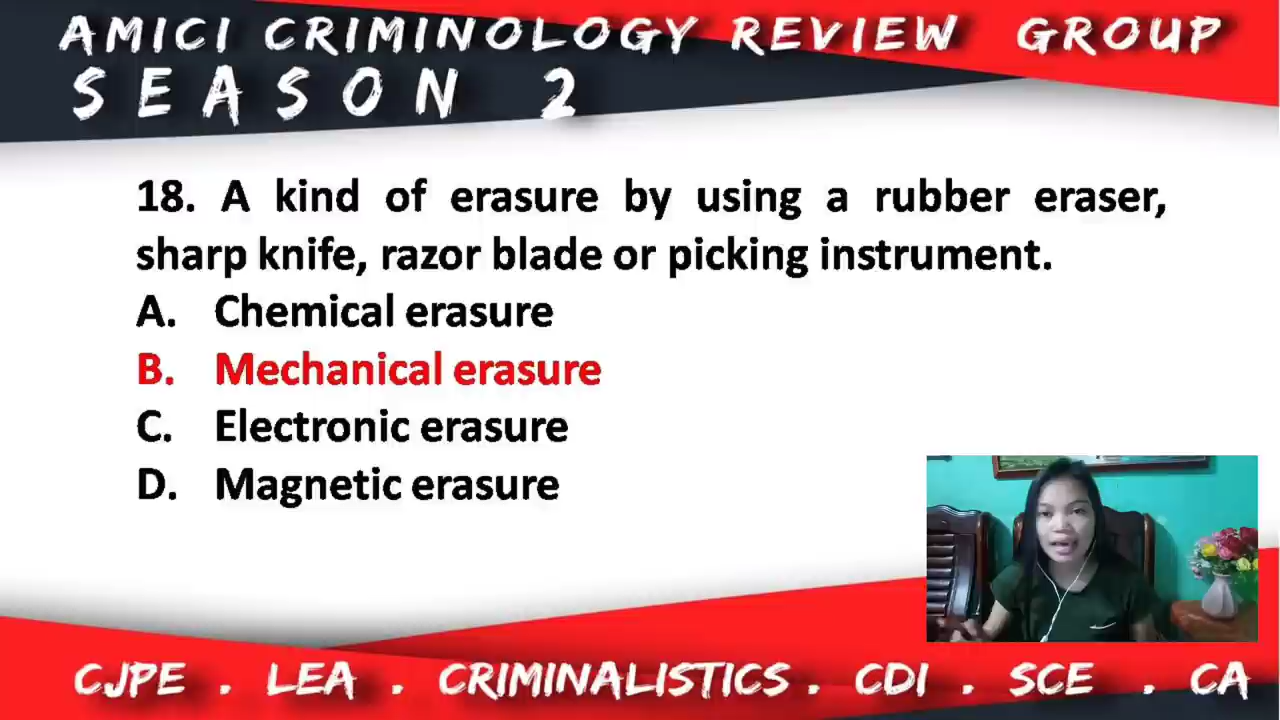 AMICI CRIMINOLOGY REVIEW GROUP
SEASON 2
18. A kind of erasure by using a rubber eraser,
sharp knife, razor blade or picking instrument.
A. Chemical erasure
B. Mechanical erasure
C. Electronic erasure
D. Magnetic erasure
CJPE . LEA . CRIMINALISTICS . CDI . SCE . CA